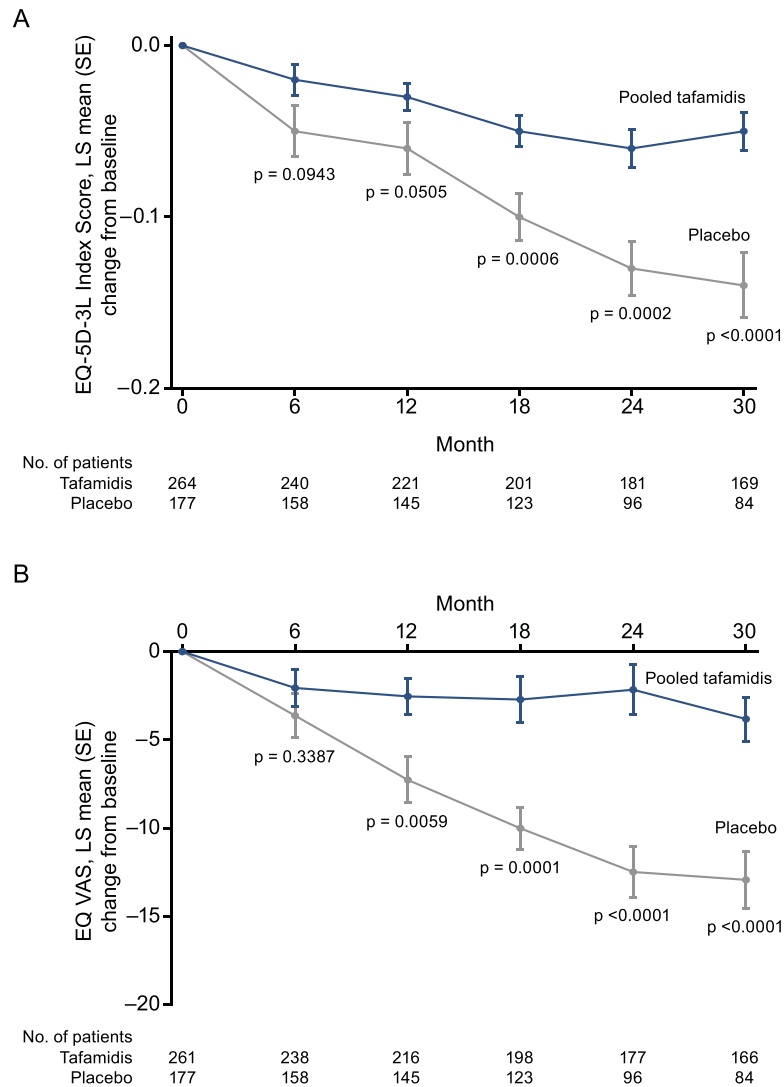 A
EQ-5D-3L Index Score, LS mean (SE)
change from baseline
0.0
–0.1
–0.2
Pooled tafamidis
Placebo
p = 0.0943
p = 0.0505
p = 0.0006
p = 0.0002
p <0.0001
0 6 12 18 24 30
Month
No. of patients
Tafamidis 264 240 221 201 181 169
Placebo 177 158 145 123 96 84
B
Month
0 6 12 18 24 30
EQ VAS, LS mean (SE)
change from baseline
0
–5
–10
–15
–20
Pooled tafamidis
Placebo
p = 0.3387
p = 0.0059
p = 0.0001
p <0.0001
p <0.0001
No. of patients
Tafamidis 261 238 216 198 177 166
Placebo 177 158 145 123 96 84